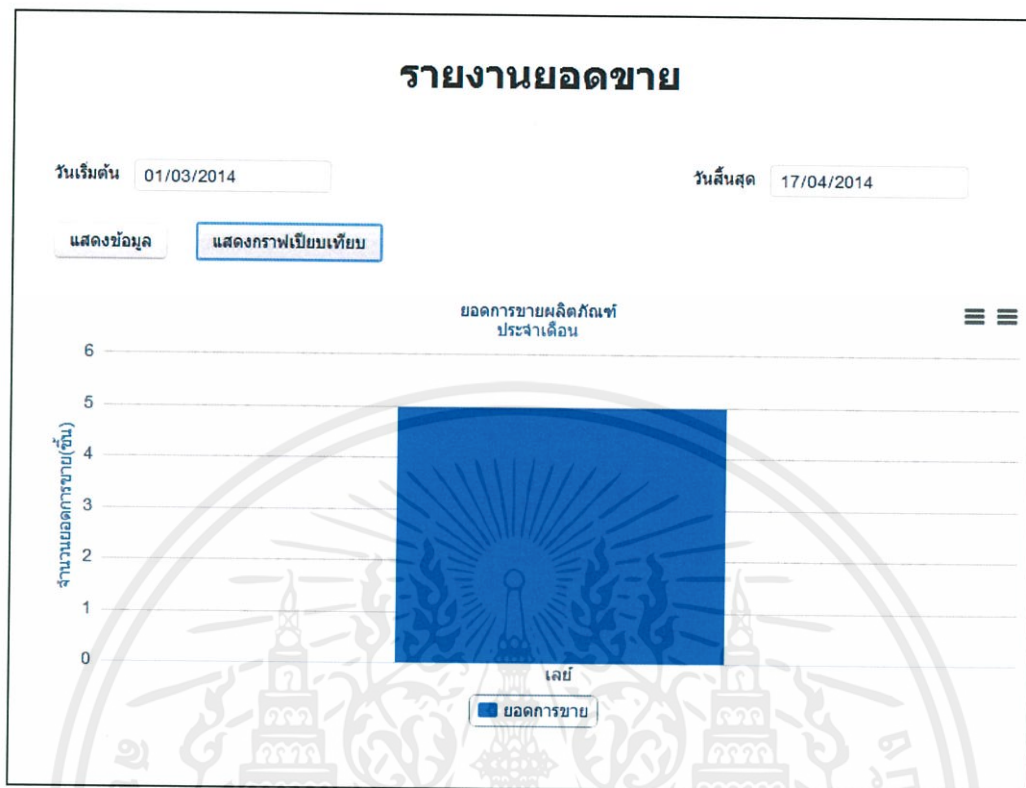 รายงานยอดขาย
วันเริ่มต้น 01/03/2014 วันสิ้นสุด 17/04/2014
แสดงข้อมูล แสดงกราฟเปียบเทียบ
ยอดการขายผลิตภัณฑ์
ประจำเดือน
จำนวนยอดการขาย(ชิ้น)
6
5
4
3
2
1
0
เลย์
ยอดการขาย